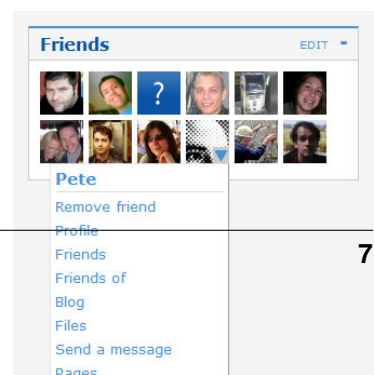 Friends EDIT -
?
Pete
Remove friend
Profile
7
Friends
Friends of
Blog
Files
Send a message
Pages